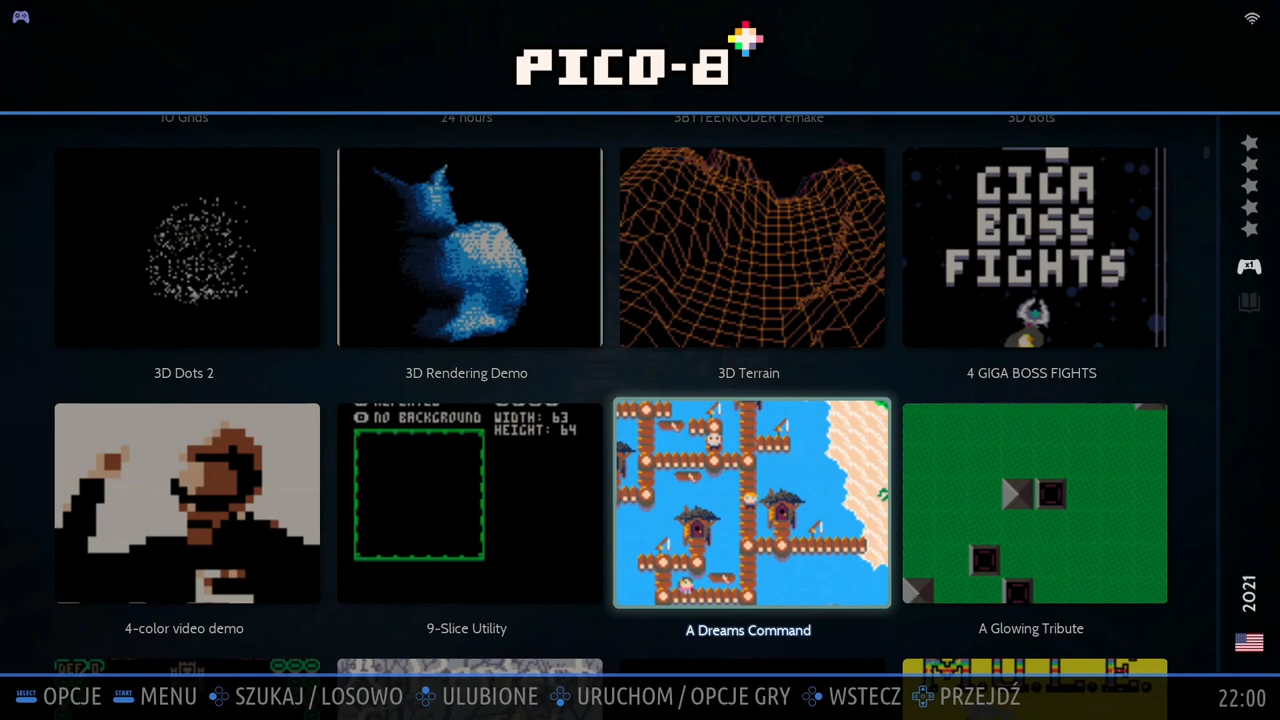 PICO-8
10 Grids
24 hours
3BYTEENKODER remake
3D dots
GIGA
BOSS
FIGHTS
3D Dots 2
3D Rendering Demo
3D Terrain
4 GIGA BOSS FIGHTS
REPEATED
NO BACKGROUND
WIDTH: 63
HEIGHT: 64
4-color video demo
9-Slice Utility
A Dreams Command
A Glowing Tribute
X1
2021
SELECT OPCJE START MENU SZUKAJ / LOSOWO ULUBIONE URUCHOM / OPCJE GRY WSTECZ PRZEJDŹ 22:00